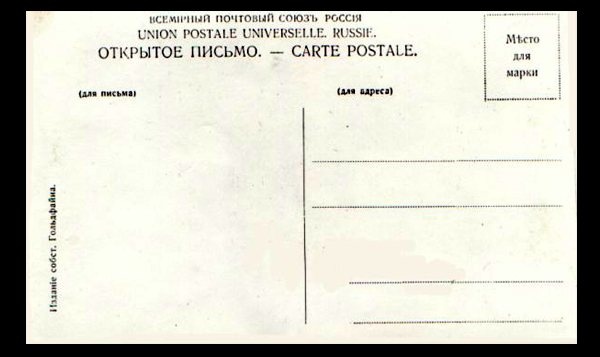 ВСЕМІРНЫЙ ПОЧТОВЫЙ СОЮЗЪ РОССІЯ
UNION POSTALE UNIVERSELLE. RUSSIE.
ОТКРЫТОЕ ПИСЬМО. — CARTE POSTALE.
Мѣсто
для
марки
(для письма)
(для адреса)
Изданіе собст. Гольдфайна.